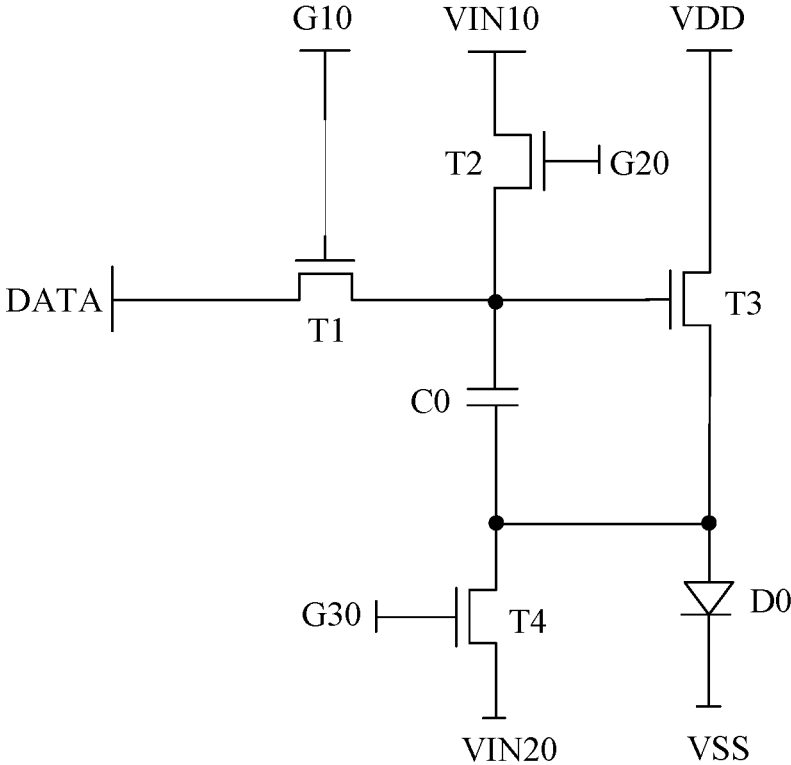 G10 VIN10 VDD
T2 G20
DATA T1 T3
C0
G30 T4 D0
VIN20 VSS